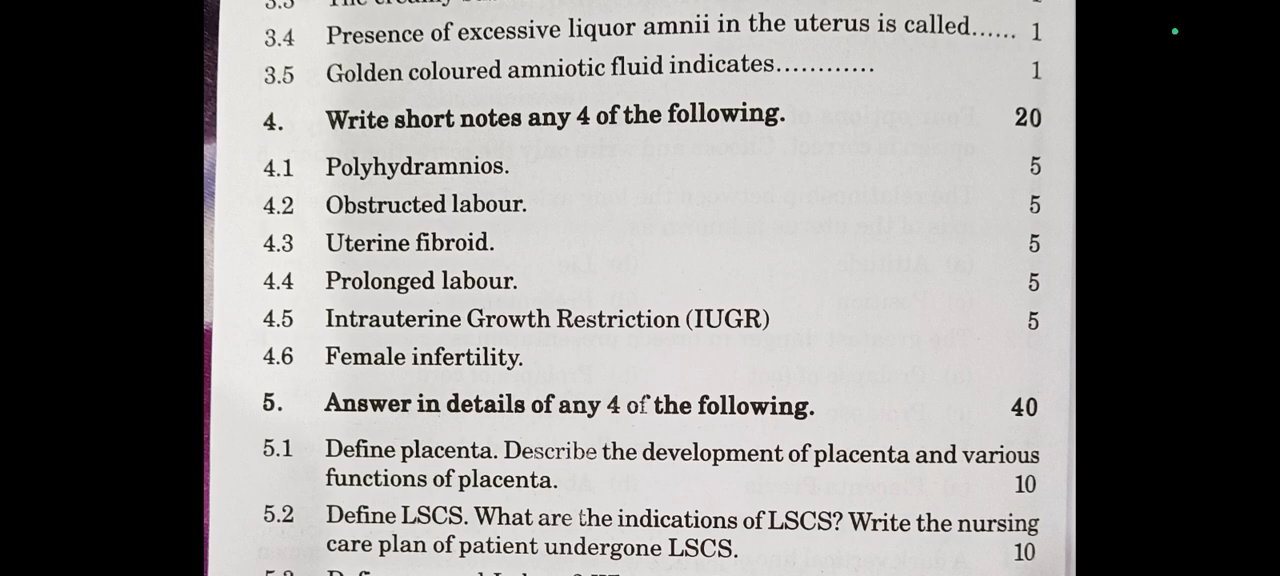 3.4 Presence of excessive liquor amnii in the uterus is called...... 1
3.5 Golden coloured amniotic fluid indicates............ 1
4. Write short notes any 4 of the following. 20
4.1 Polyhydramnios. 5
4.2 Obstructed labour. 5
4.3 Uterine fibroid. 5
4.4 Prolonged labour. 5
4.5 Intrauterine Growth Restriction (IUGR) 5
4.6 Female infertility.
5. Answer in details of any 4 of the following. 40
5.1 Define placenta. Describe the development of placenta and various
functions of placenta. 10
5.2 Define LSCS. What are the indications of LSCS? Write the nursing
care plan of patient undergone LSCS. 10